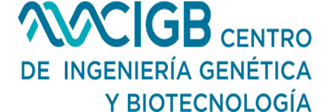 CIGB CENTRO
DE INGENIERÍA GENÉTICA
Y BIOTECNOLOGÍA